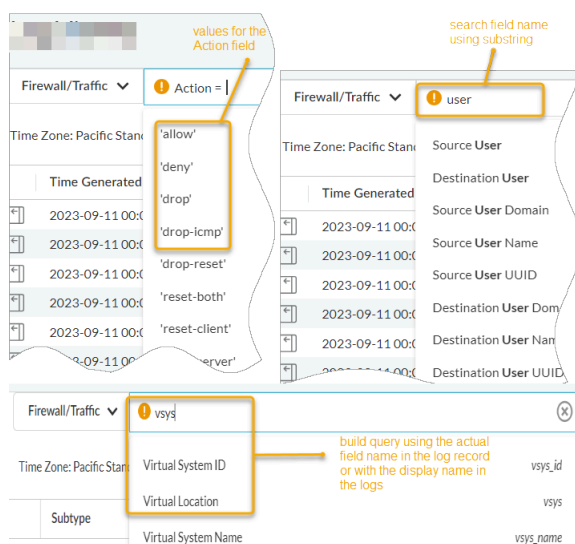 values for the
Action field
Firewall/Traffic
Action =
Time Zone: Pacific Stan
'allow'
'deny'
Time Generated
'drop'
2023-09-11 00:0
'drop-icmp'
2023-09-11 00:0
'drop-reset'
2023-09-11 00:0
'reset-both'
2023-09-11 00:0
'reset-client'
2023-09-11 00:0
search field name
using substring
Firewall/Traffic
user
Time Zone: Pacific Stand
Source User
Destination User
Time Generated
Source User Domain
2023-09-11 00:0
Source User Name
2023-09-11 00:0
Source User UUID
2023-09-11 00:0
Destination User Dom
2023-09-11 00:0
Destination User Nam
2023-09-11 00:0
Destination User UUID
Firewall/Traffic
vsys
build query using the actual
field name in the log record
or with the display name in
the logs
Time Zone: Pacific Stan
Virtual System ID
vsys_id
Virtual Location
vsys
Subtype
Virtual System Name
vsys_name